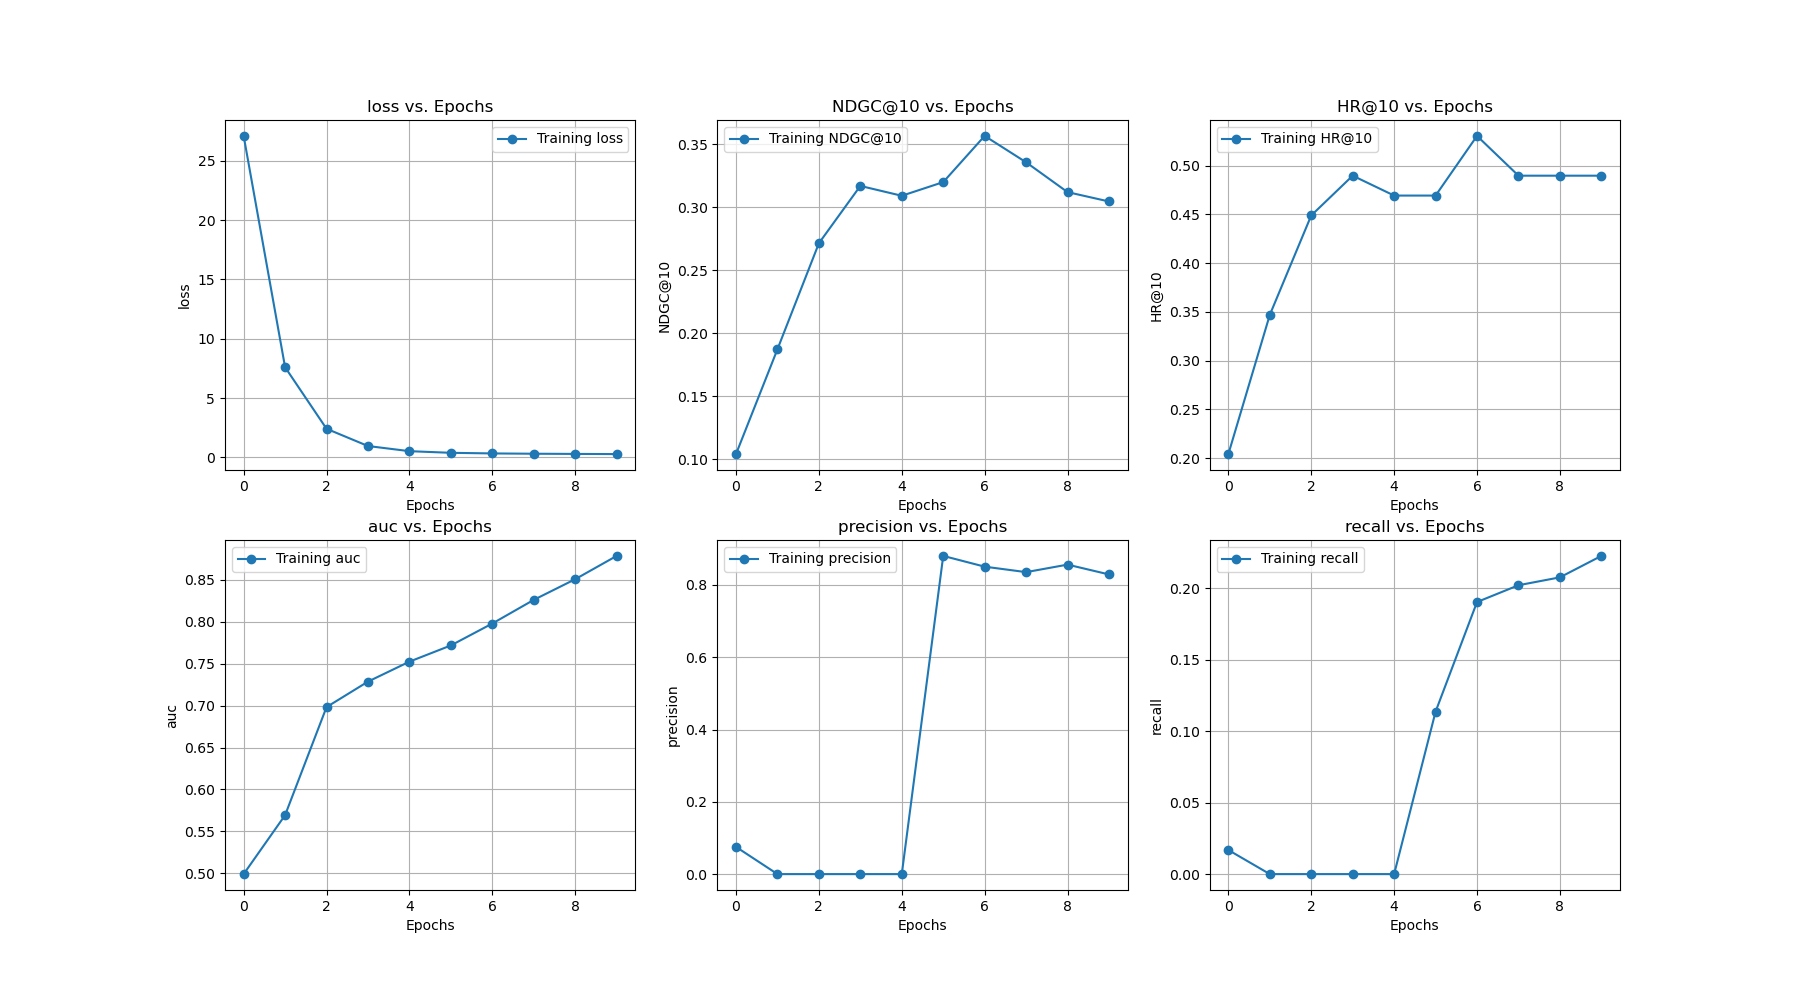 loss vs. Epochs
Training loss
loss
25
20
15
10
5
0
0 2 4 6 8
Epochs
NDGC@10 vs. Epochs
Training NDGC@10
NDGC@10
0.35
0.30
0.25
0.20
0.15
0.10
0 2 4 6 8
Epochs
HR@10 vs. Epochs
Training HR@10
HR@10
0.50
0.45
0.40
0.35
0.30
0.25
0.20
0 2 4 6 8
Epochs
auc vs. Epochs
Training auc
auc
0.85
0.80
0.75
0.70
0.65
0.60
0.55
0.50
0 2 4 6 8
Epochs
precision vs. Epochs
Training precision
precision
0.8
0.6
0.4
0.2
0.0
0 2 4 6 8
Epochs
recall vs. Epochs
Training recall
recall
0.20
0.15
0.10
0.05
0.00
0 2 4 6 8
Epochs